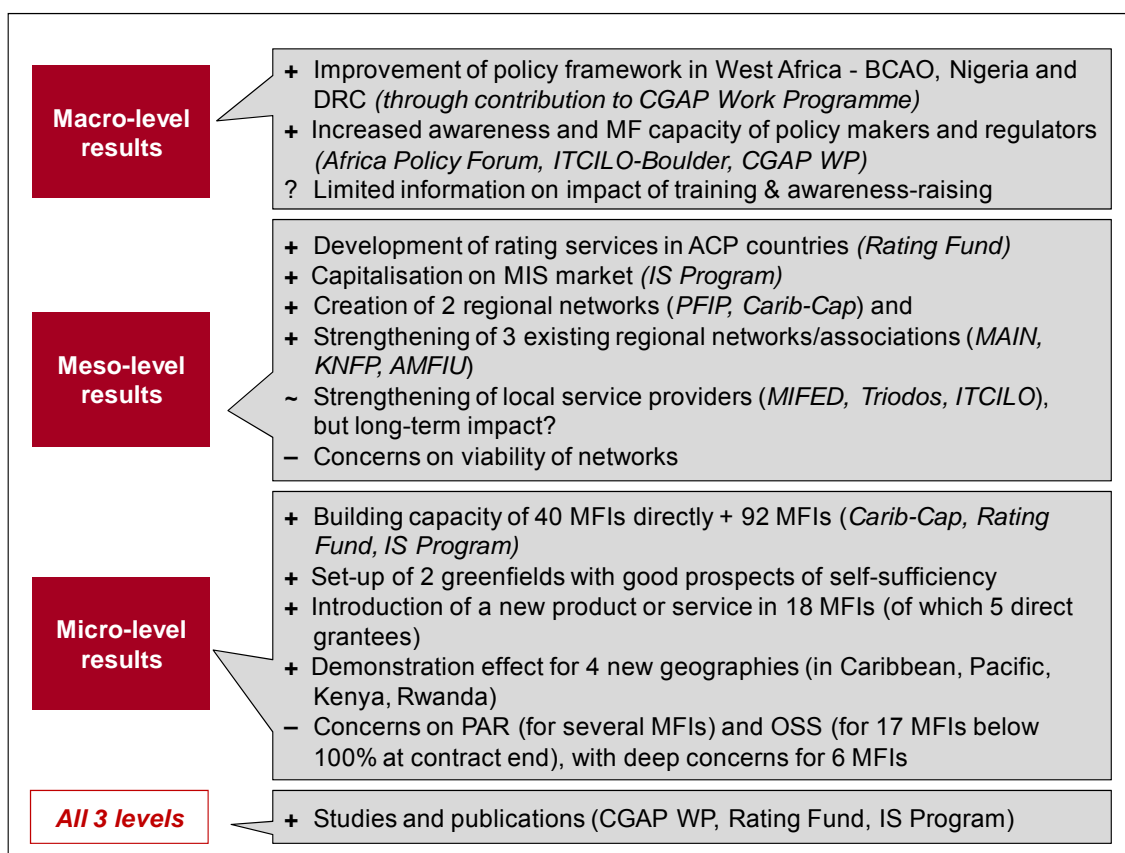 Macro-level
results
+ Improvement of policy framework in West Africa - BCAO, Nigeria and
DRC (through contribution to CGAP Work Programme)
+ Increased awareness and MF capacity of policy makers and regulators
(Africa Policy Forum, ITCILO-Boulder, CGAP WP)
? Limited information on impact of training & awareness-raising
Meso-level
results
+ Development of rating services in ACP countries (Rating Fund)
+ Capitalisation on MIS market (IS Program)
+ Creation of 2 regional networks (PFIP, Carib-Cap) and
+ Strengthening of 3 existing regional networks/associations (MAIN,
KNFP, AMFIU)
~ Strengthening of local service providers (MIFED, Triodos, ITCILO),
but long-term impact?
– Concerns on viability of networks
Micro-level
results
+ Building capacity of 40 MFIs directly + 92 MFIs (Carib-Cap, Rating
Fund, IS Program)
+ Set-up of 2 greenfields with good prospects of self-sufficiency
+ Introduction of a new product or service in 18 MFIs (of which 5 direct
grantees)
+ Demonstration effect for 4 new geographies (in Caribbean, Pacific,
Kenya, Rwanda)
– Concerns on PAR (for several MFIs) and OSS (for 17 MFIs below
100% at contract end), with deep concerns for 6 MFIs
All 3 levels
+ Studies and publications (CGAP WP, Rating Fund, IS Program)